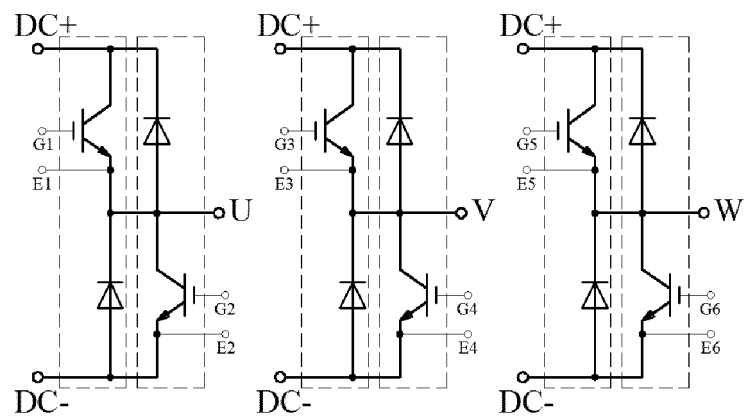 DC+ DC+ DC+
G1 G3 G5
E1 E3 E5
U V W
G2 G4 G6
E2 E4 E6
DC- DC- DC-